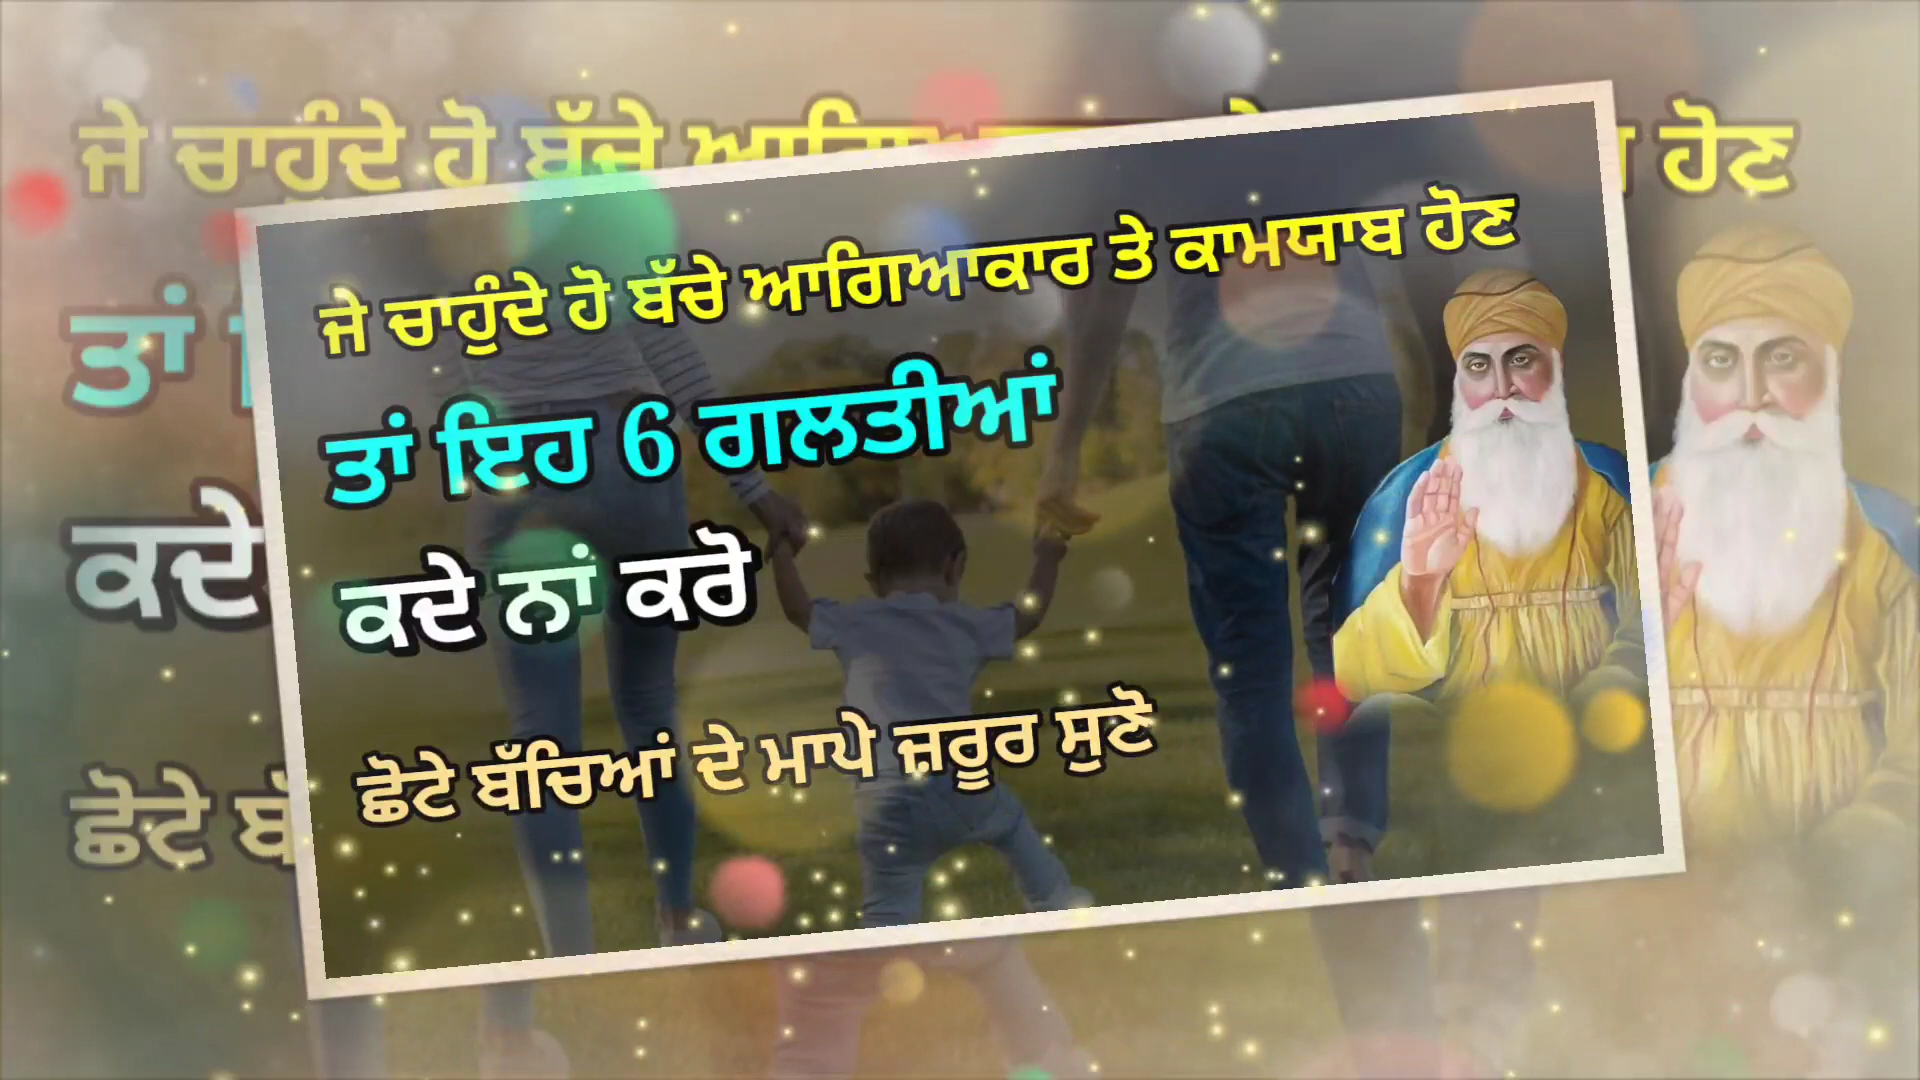 ਜੇ ਚਾਹੁੰਦੇ ਹੋ ਬੱਚੇ ਆਗਿਆਕਾਰ ਤੇ ਕਾਮਯਾਬ ਹੋਣ
ਤਾਂ ਇਹ 6 ਗਲਤੀਆਂ
ਕਦੇ ਨਾਂ ਕਰੋ
ਛੋਟੇ ਬੱਚਿਆਂ ਦੇ ਮਾਪੇ ਜ਼ਰੂਰ ਸੁਣੋ